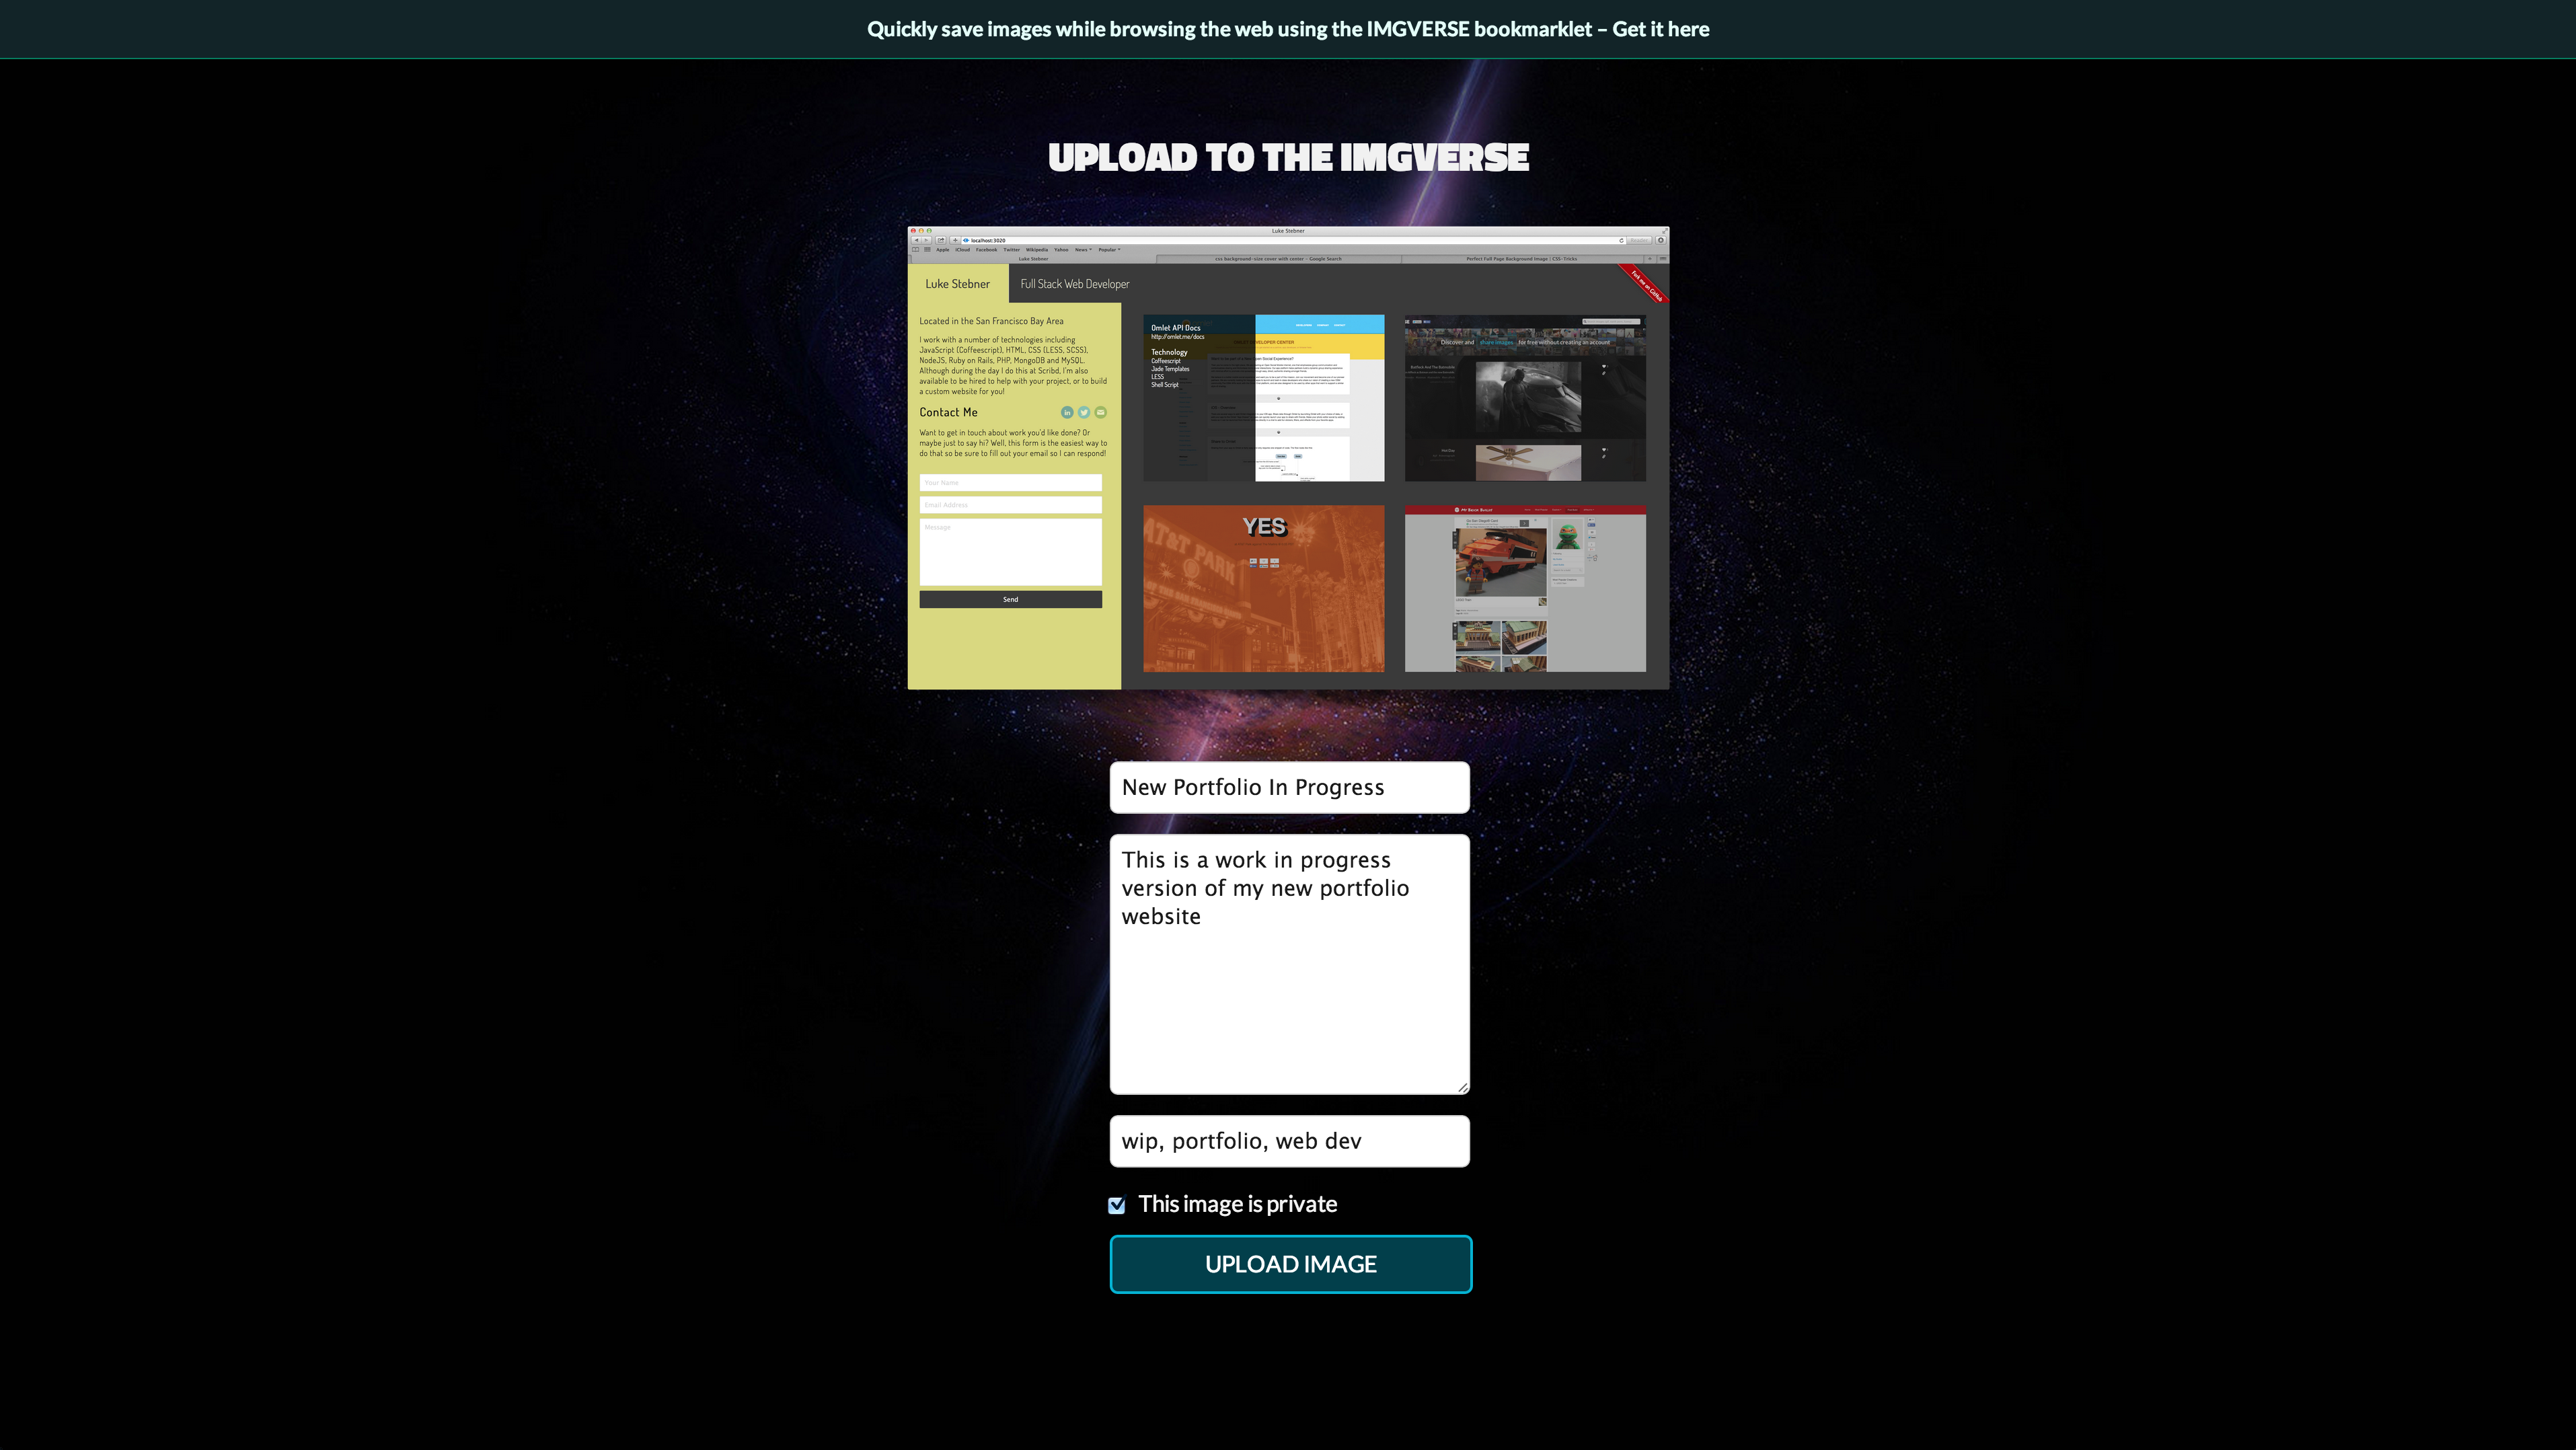 Quickly save images while browsing the web using the IMGVERSE bookmarklet – Get it here
UPLOAD TO THE IMGVERSE
Luke Stebner
localhost:3020
Reader
Apple iCloud Facebook Twitter Wikipedia Yahoo News Popular
Luke Stebner
css background-size cover with center - Google Search
Perfect Full Page Background Image | CSS-Tricks
Luke Stebner
Full Stack Web Developer
Fork me on GitHub
Located in the San Francisco Bay Area
I work with a number of technologies including
JavaScript (Coffeescript), HTML, CSS (LESS, SCSS),
NodeJS, Ruby on Rails, PHP, MongoDB and MySQL.
Although during the day I do this at Scribd, I'm also
available to be hired to help with your project, or to build
a custom website for you!
Contact Me
Want to get in touch about work you'd like done? Or
maybe just to say hi? Well, this form is the easiest way to
do that so be sure to fill out your email so I can respond!
Your Name
Email Address
Message
Send
Omlet API Docs
http://omlet.me/docs
Technology
Coffeescript
Jade Templates
LESS
Shell Script
Discover and share images for free without creating an account
YES
AT&T PARK
My Brick Builds
New Portfolio In Progress
This is a work in progress
version of my new portfolio
website
wip, portfolio, web dev
This image is private
UPLOAD IMAGE